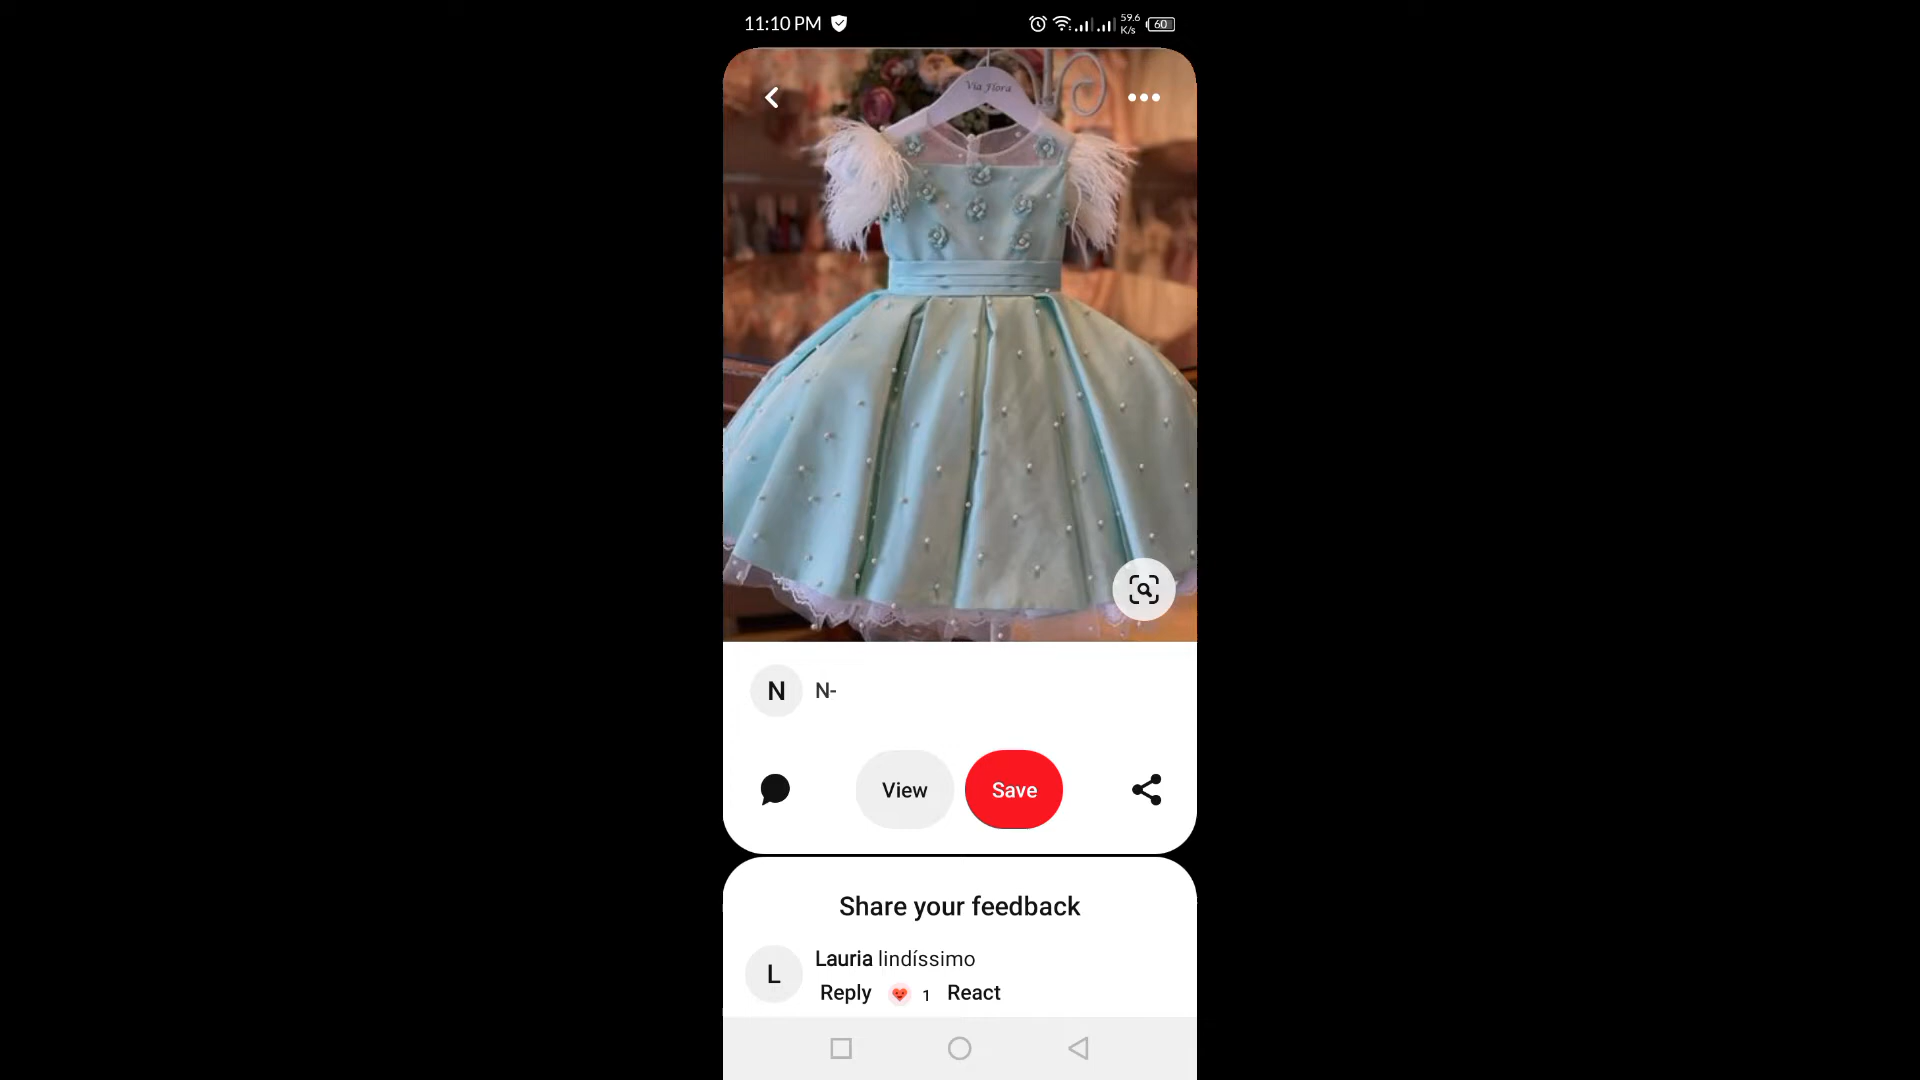 11:10 PM
59.6
K/s
60
Via Flora
N
N-
View
Save
Share your feedback
L
Lauria lindíssimo
Reply 1 React